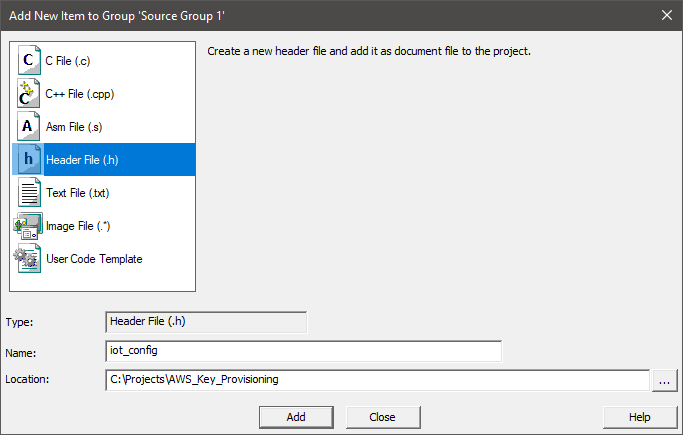 Add New Item to Group 'Source Group 1'
Create a new header file and add it as document file to the project.
C File (.c)
C++ File (.cpp)
Asm File (.s)
Header File (.h)
Text File (.txt)
Image File (.*)
User Code Template
Type:
Header File (.h)
Name:
iot_config
Location:
C:\Projects\AWS_Key_Provisioning
...
Add
Close
Help